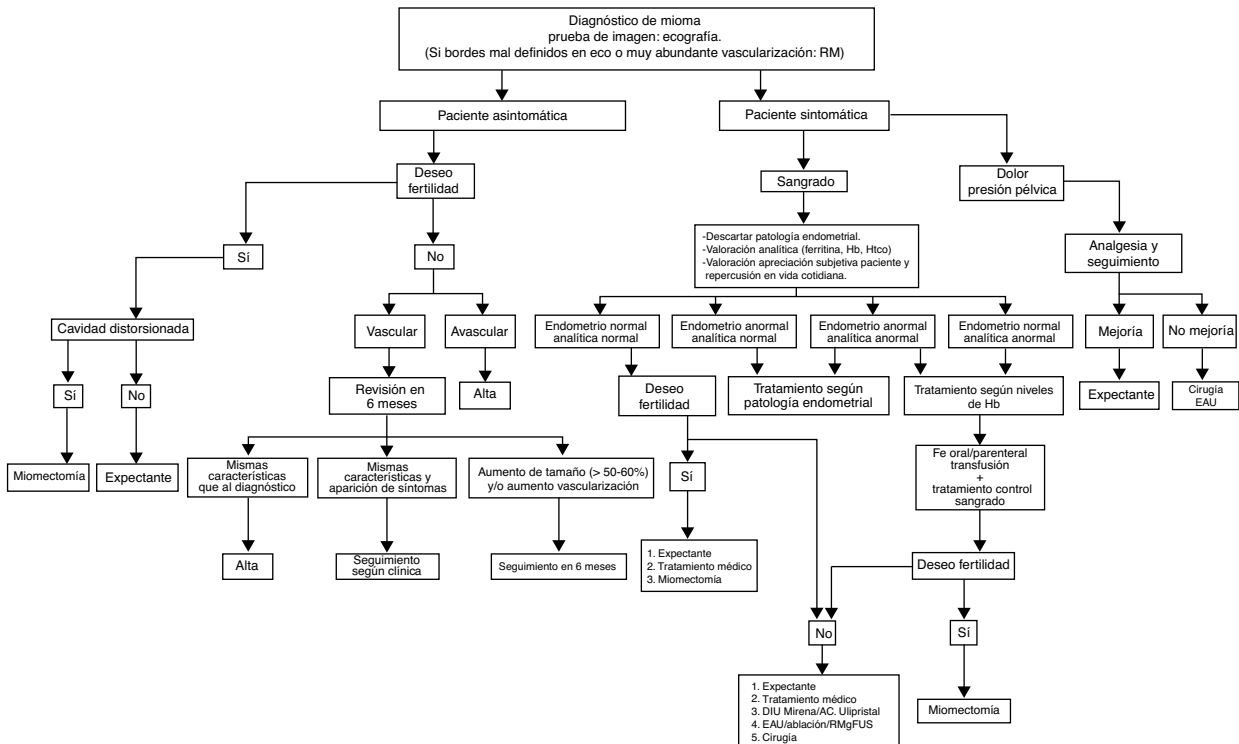 Diagnóstico de mioma
prueba de imagen: ecografía.
(Si bordes mal definidos en eco o muy abundante vascularización: RM)
Paciente asintomática
Paciente sintomática
Deseo
fertilidad
Sangrado
Dolor
presión pélvica
Sí
No
-Descartar patología endometrial.
-Valoración analítica (ferritina, Hb, Htco)
-Valoración apreciación subjetiva paciente y
repercusión en vida cotidiana.
Analgesia y
seguimiento
Cavidad distorsionada
Vascular
Avascular
Endometrio normal
analítica normal
Endometrio anormal
analítica normal
Endometrio anormal
analítica anormal
Endometrio normal
analítica anormal
Mejoría
No mejoría
Sí
No
Revisión en
6 meses
Alta
Deseo
fertilidad
Tratamiento según
patología endometrial
Tratamiento según niveles
de Hb
Expectante
Cirugía
EAU
Miomectomía
Expectante
Mismas
características
que al diagnóstico
Mismas
características y
aparición de síntomas
Aumento de tamaño (> 50-60%)
y/o aumento vascularización
Sí
Fe oral/parenteral
transfusión
+
tratamiento control
sangrado
Alta
Seguimiento
según clínica
Seguimiento en 6 meses
1. Expectante
2. Tratamiento médico
3. Miomectomía
Deseo fertilidad
No
Sí
1. Expectante
2. Tratamiento médico
3. DIU Mirena/AC. Ulipristal
4. EAU/ablación/RMgFUS
5. Cirugía
Miomectomía